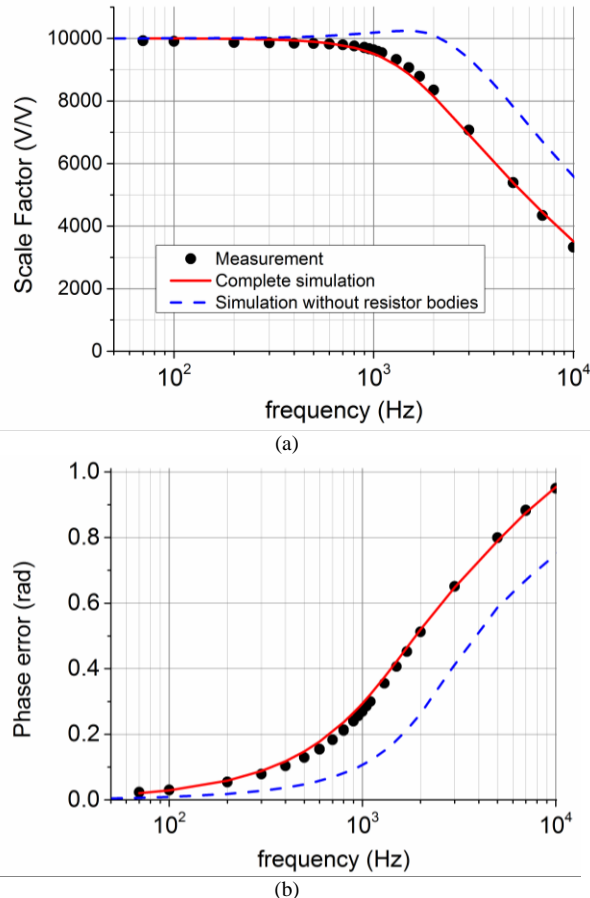 Scale Factor (V/V)
10000
8000
6000
4000
2000
0
Measurement
Complete simulation
Simulation without resistor bodies
10²
10³
10⁴
frequency (Hz)
(a)
Phase error (rad)
1.0
0.8
0.6
0.4
0.2
0.0
10²
10³
10⁴
frequency (Hz)
(b)